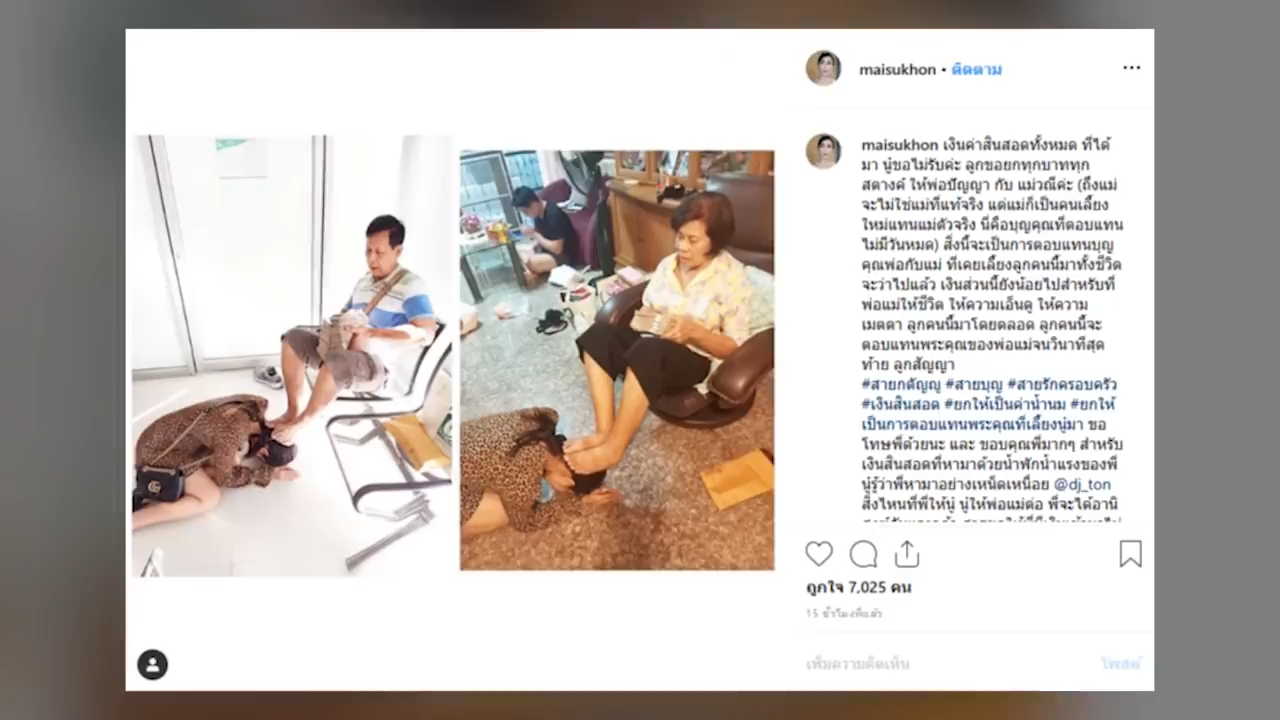 maisukhon • ติดตาม
maisukhon เงินค่าสินสอดทั้งหมด ที่ได้
มา นู๋ขอไม่รับค่ะ ลูกขอยกทุกบาททุก
สตางค์ ให้พ่อปัญญา กับ แม่วณีค่ะ (ถึงแม่
จะไม่ใช่แม่ที่แท้จริง แต่แม่ก็เป็นคนเลี้ยง
ใหม่แทนแม่ตัวจริง นี่คือบุญคุณที่ตอบแทน
ไม่มีวันหมด) สิ่งนี้จะเป็นการตอบแทนบุญ
คุณพ่อกับแม่ ที่เคยเลี้ยงลูกคนนี้มาทั้งชีวิต
จะว่าไปแล้ว เงินส่วนนี้ยังน้อยไปสำหรับที่
พ่อแม่ให้ชีวิต ให้ความเอ็นดู ให้ความ
เมตตา ลูกคนนี้มาโดยตลอด ลูกคนนี้จะ
ตอบแทนพระคุณของพ่อแม่จนวินาทีสุด
ท้าย ลูกสัญญา
#สายกตัญญู #สายบุญ #สายรักครอบครัว
#เงินสินสอด #ยกให้เป็นค่าน้ำนม #ยกให้
เป็นการตอบแทนพระคุณที่เลี้ยงนู๋มา ขอ
โทษพี่ด้วยนะ และ ขอบคุณพี่มากๆ สำหรับ
เงินสินสอดที่หามาด้วยน้ำพักน้ำแรงของพี่
นู๋รู้ว่าพี่หามาอย่างเหน็ดเหนื่อย @dj_ton
สิ่งไหนที่พี่ให้นู๋ นู๋ให้พ่อแม่ต่อ พี่จะได้อานิ
ถูกใจ 7,025 คน
15 ชั่วโมงที่แล้ว
เพิ่มความคิดเห็น
โพสต์